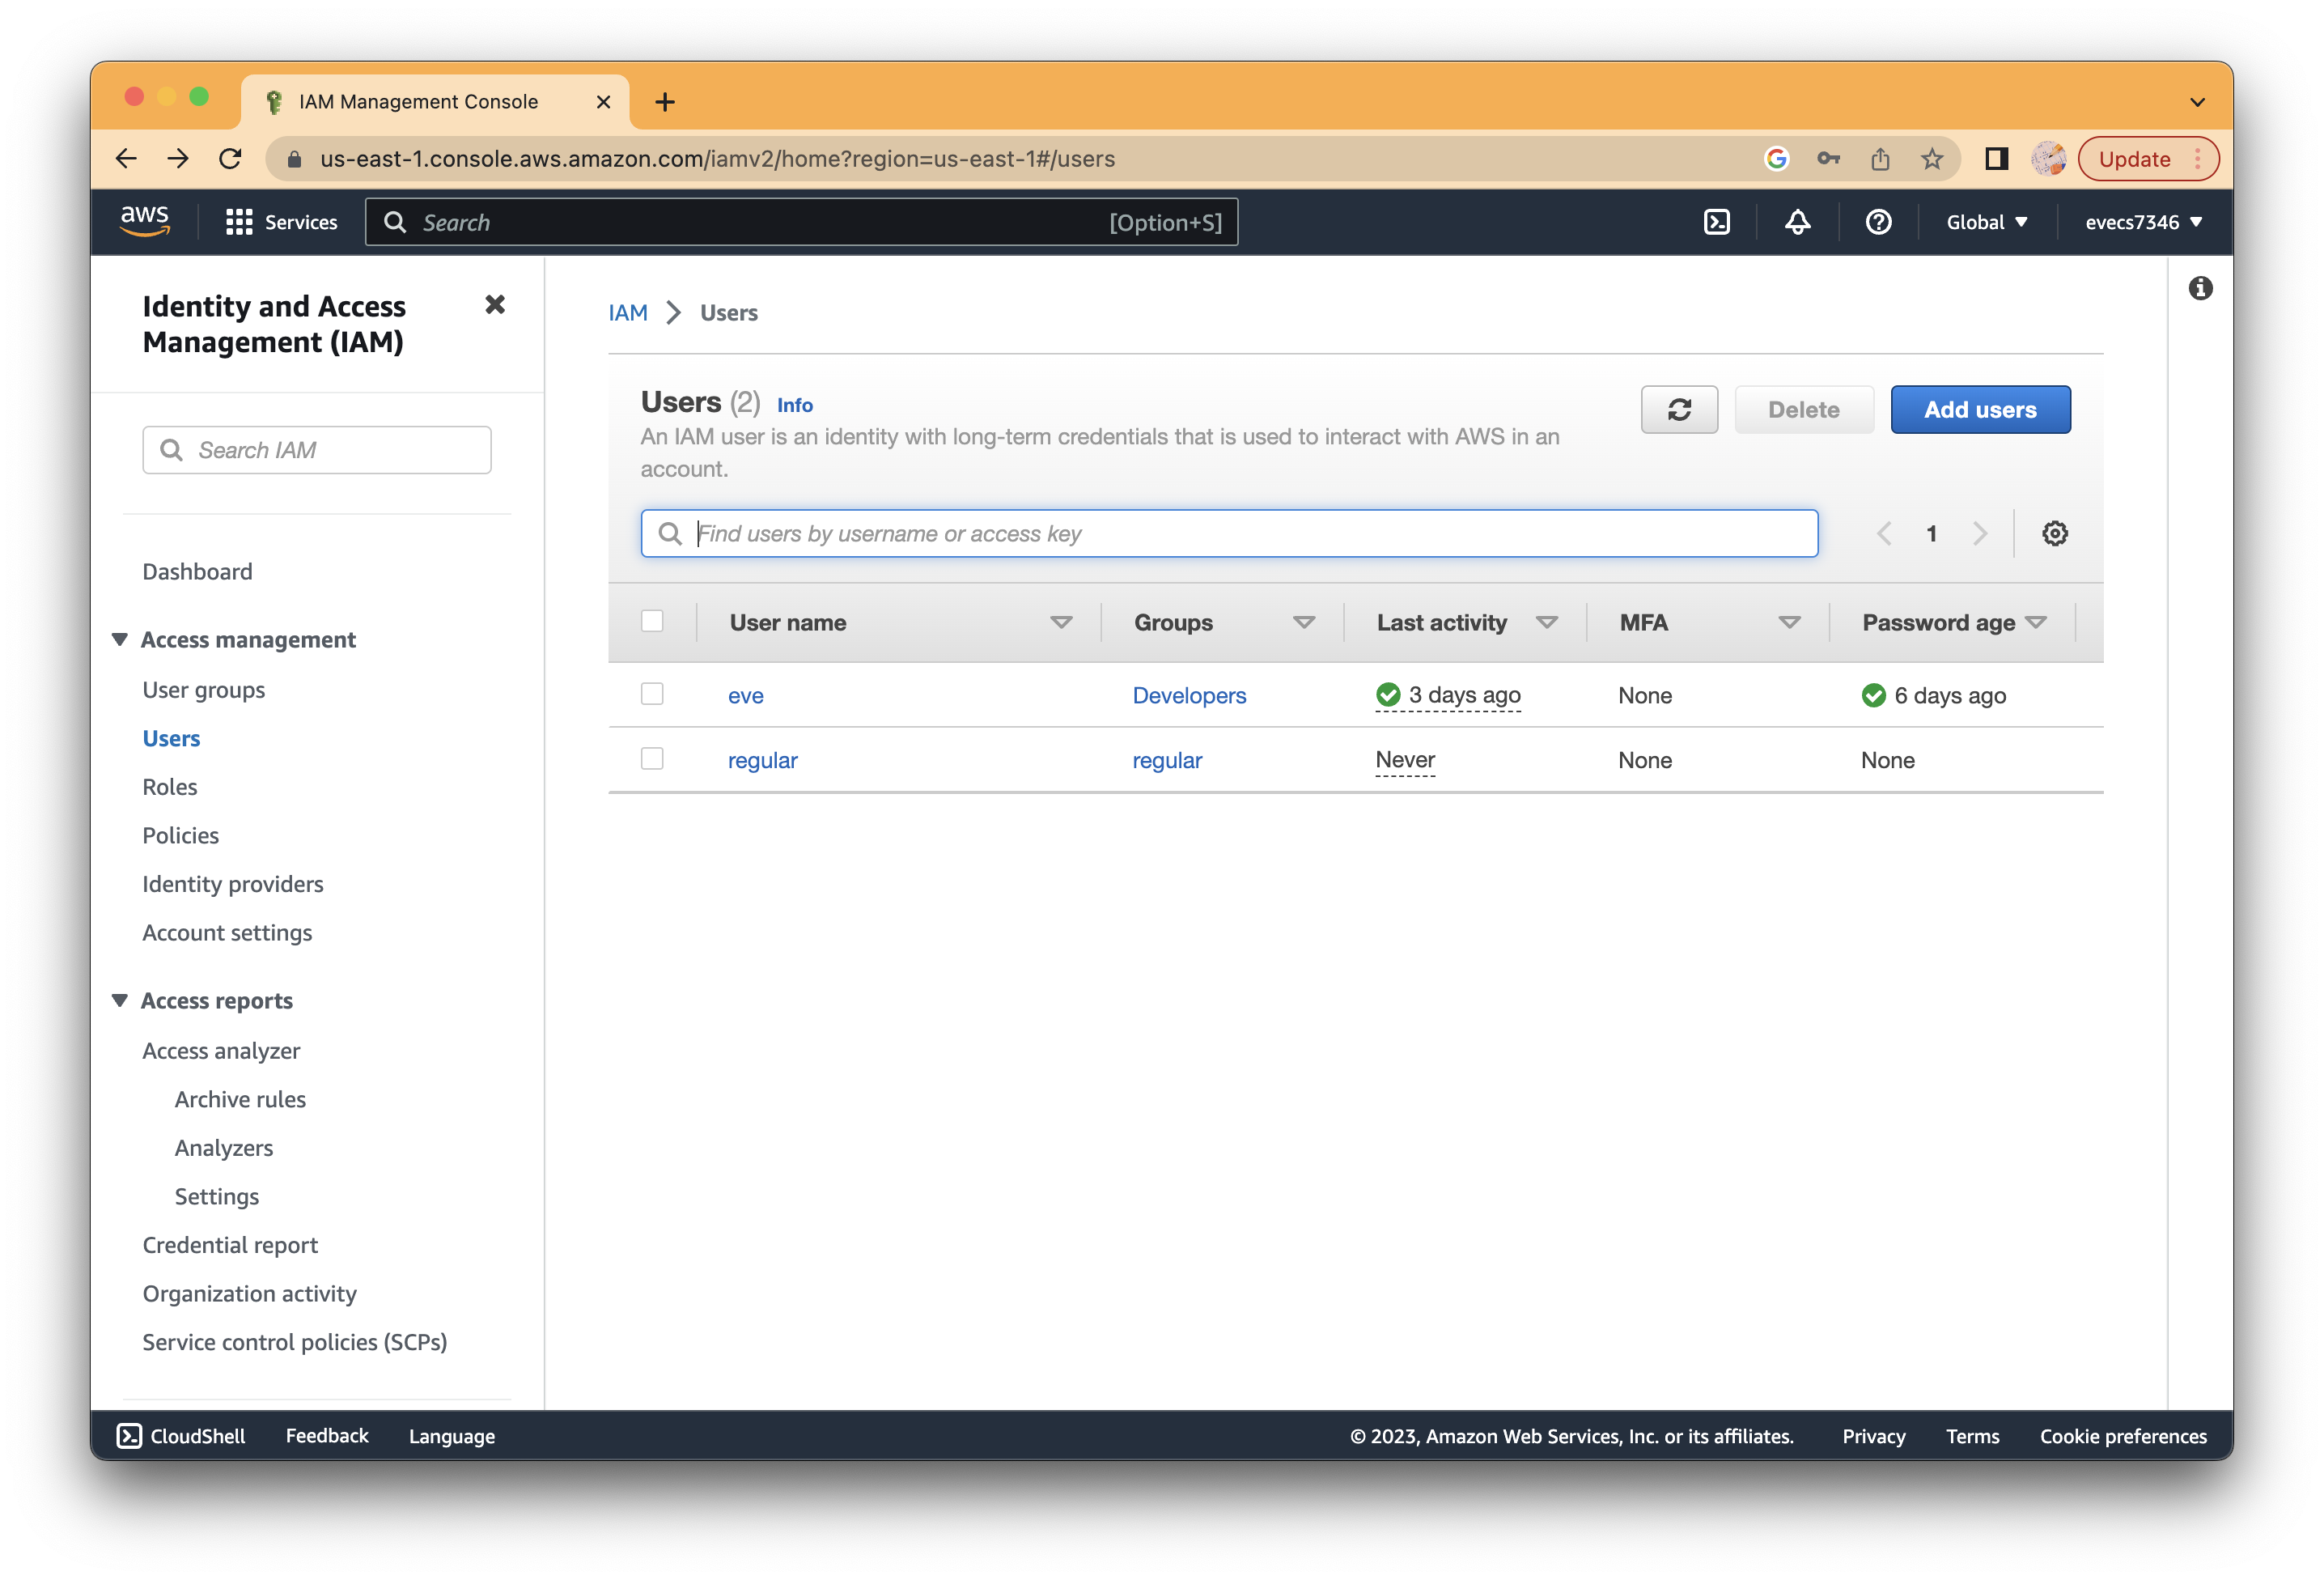 IAM Management Console
us-east-1.console.aws.amazon.com/iamv2/home?region=us-east-1#/users
Update
aws
Services
Search
[Option+S]
Global
evecs7346
Identity and Access
Management (IAM)
Search IAM
Dashboard
Access management
User groups
Users
Roles
Policies
Identity providers
Account settings
Access reports
Access analyzer
Archive rules
Analyzers
Settings
Credential report
Organization activity
Service control policies (SCPs)
IAM > Users
Users (2) Info
An IAM user is an identity with long-term credentials that is used to interact with AWS in an
account.
Delete
Add users
Find users by username or access key
1
User name Groups Last activity MFA Password age
eve Developers 3 days ago None 6 days ago
regular regular Never None None
CloudShell Feedback Language © 2023, Amazon Web Services, Inc. or its affiliates. Privacy Terms Cookie preferences